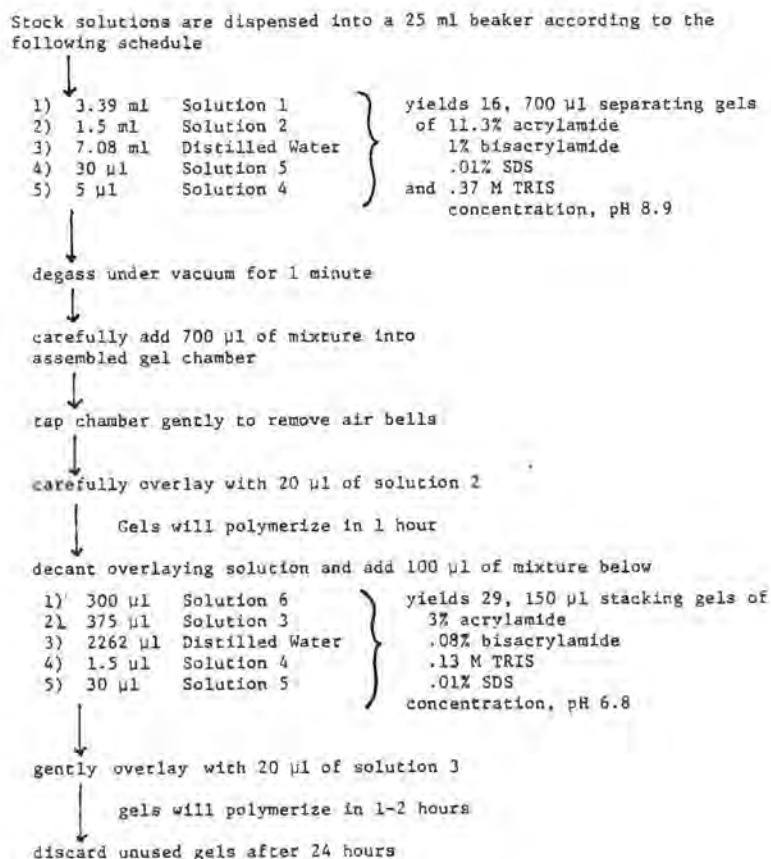 Stock solutions are dispensed into a 25 ml beaker according to the
following schedule
1) 3.39 ml Solution 1
2) 1.5 ml Solution 2
3) 7.08 ml Distilled Water
4) 30 µl Solution 5
5) 5 µl Solution 4
yields 16, 700 µl separating gels
of 11.3% acrylamide
1% bisacrylamide
.01% SDS
and .37 M TRIS
concentration, pH 8.9
degass under vacuum for 1 minute
carefully add 700 µl of mixture into
assembled gel chamber
tap chamber gently to remove air bells
carefully overlay with 20 µl of solution 2
Gels will polymerize in 1 hour
decant overlaying solution and add 100 µl of mixture below
1) 300 µl Solution 6
2) 375 µl Solution 3
3) 2262 µl Distilled Water
4) 1.5 µl Solution 4
5) 30 µl Solution 5
yields 29, 150 µl stacking gels of
3% acrylamide
.08% bisacrylamide
.13 M TRIS
.01% SDS
concentration, pH 6.8
gently overlay with 20 µl of solution 3
gels will polymerize in 1-2 hours
discard unused gels after 24 hours